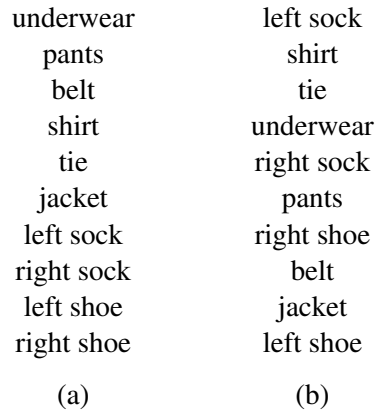 underwear
pants
belt
shirt
tie
jacket
left sock
right sock
left shoe
right shoe
(a)
left sock
shirt
tie
underwear
right sock
pants
right shoe
belt
jacket
left shoe
(b)